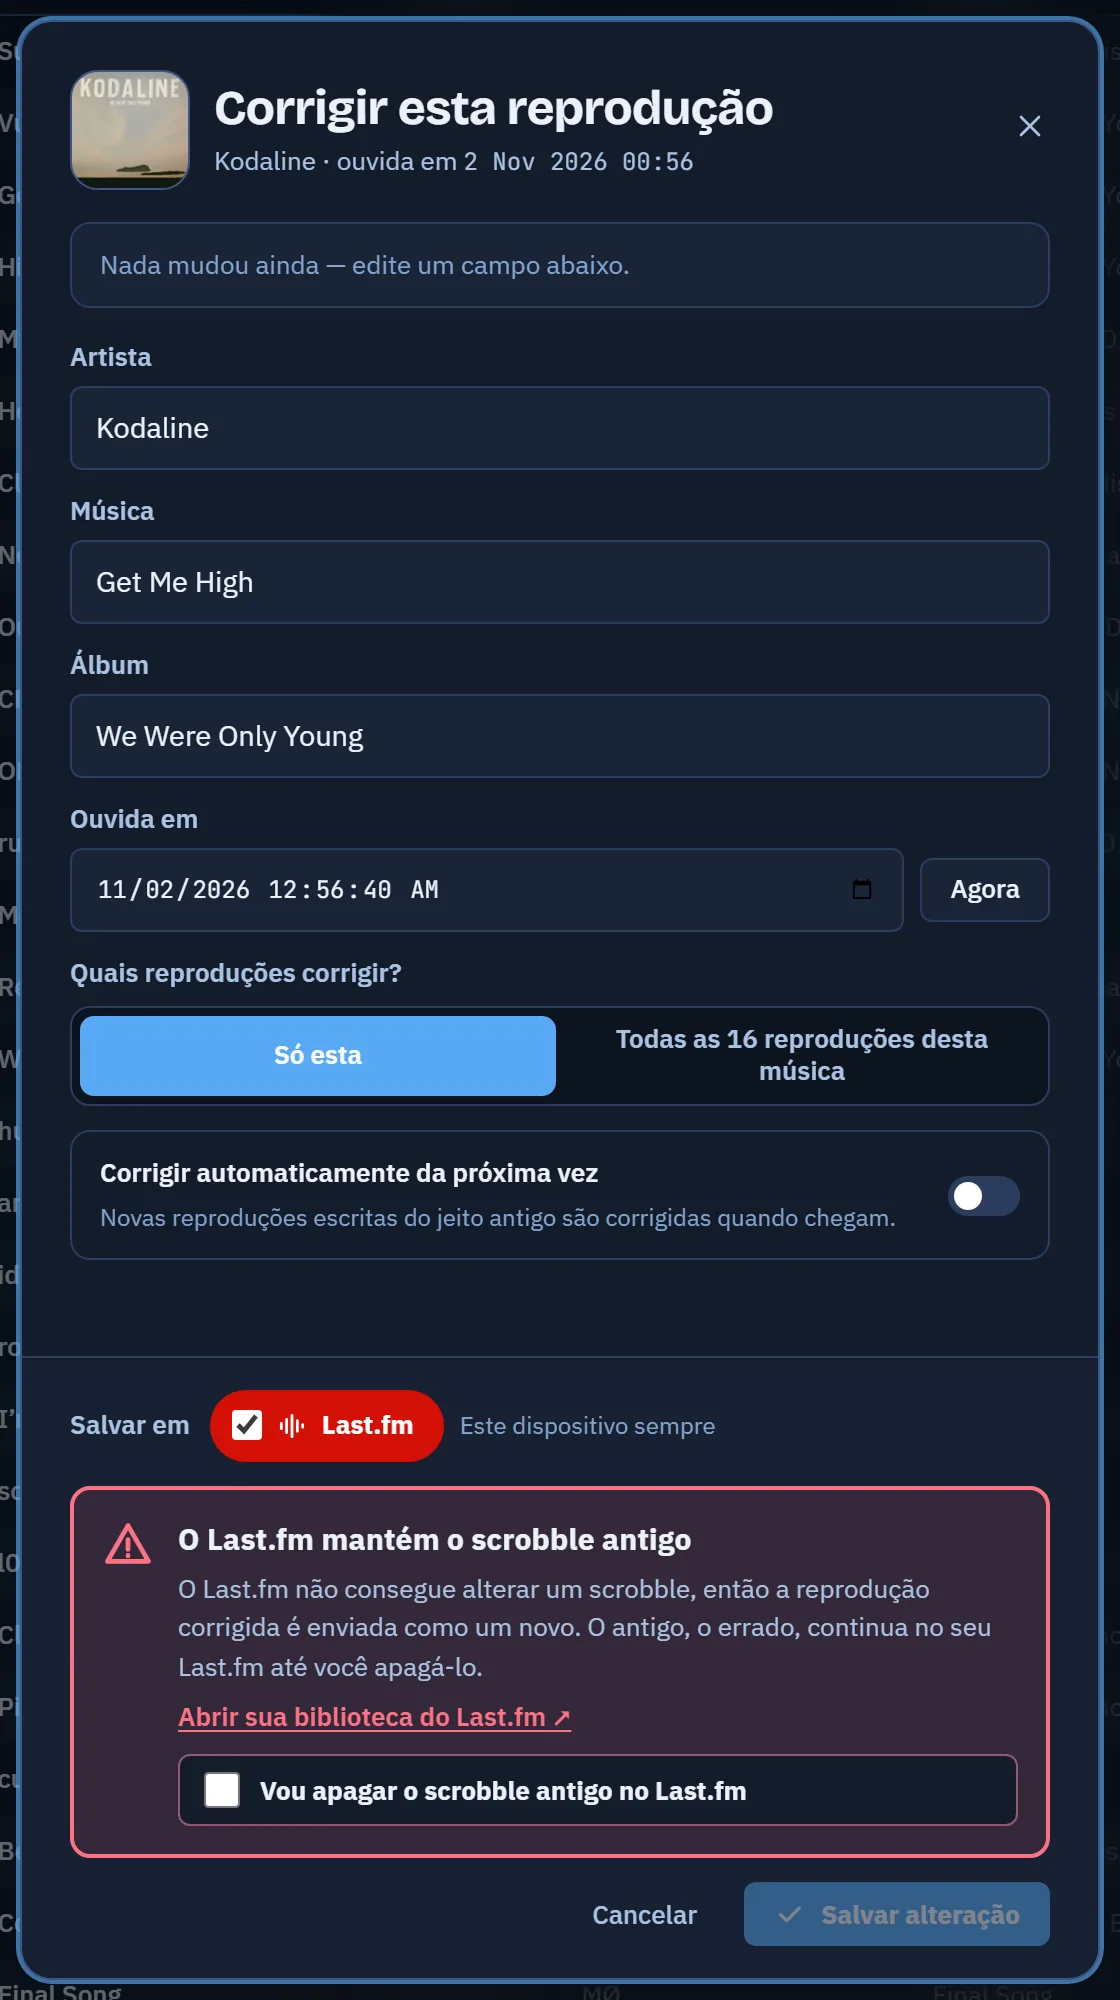 KODALINE
Corrigir esta reprodução
Kodaline · ouvida em 2 Nov 2026 00:56
Nada mudou ainda — edite um campo abaixo.
Artista
Kodaline
Música
Get Me High
Álbum
We Were Only Young
Ouvida em
11/02/2026 12:56:40 AM
Agora
Quais reproduções corrigir?
Só esta
Todas as 16 reproduções desta
música
Corrigir automaticamente da próxima vez
Novas reproduções escritas do jeito antigo são corrigidas quando chegam.
Salvar em
Last.fm
Este dispositivo sempre
O Last.fm mantém o scrobble antigo
O Last.fm não consegue alterar um scrobble, então a reprodução
corrigida é enviada como um novo. O antigo, o errado, continua no seu
Last.fm até você apagá-lo.
Abrir sua biblioteca do Last.fm ↗
Vou apagar o scrobble antigo no Last.fm
Cancelar
Salvar alteração
Final Song
MØ
Final Song